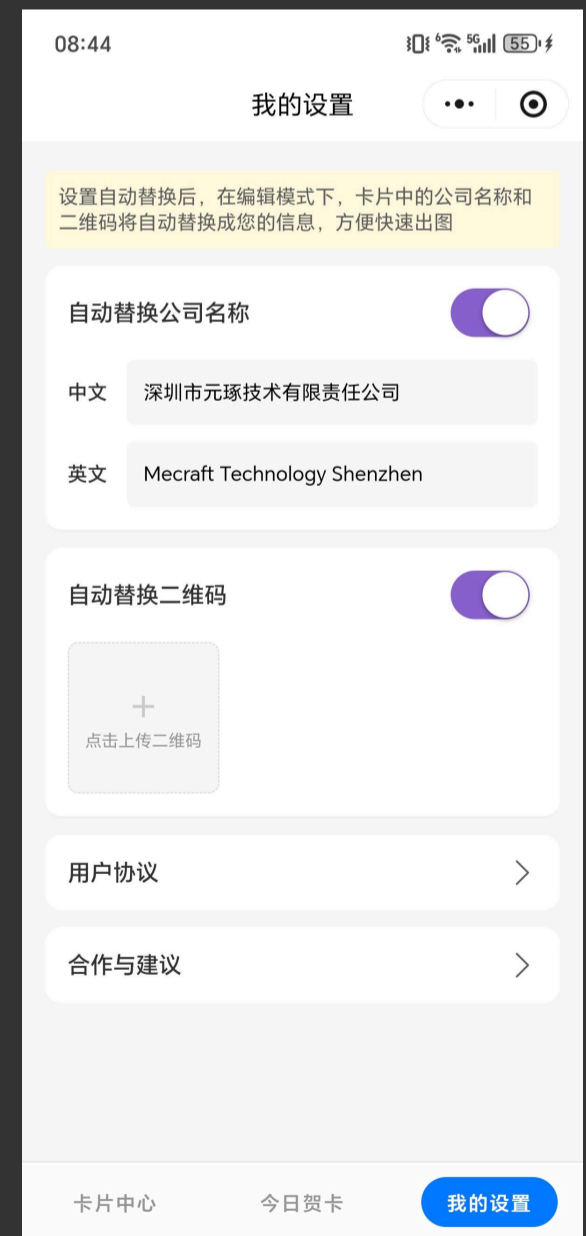 08:44
6 5G 55
我的设置
设置自动替换后，在编辑模式下，卡片中的公司名称和
二维码将自动替换成您的信息，方便快速出图
自动替换公司名称
中文 深圳市元琢技术有限责任公司
英文 Mecraft Technology Shenzhen
自动替换二维码
点击上传二维码
用户协议
合作与建议
卡片中心 今日贺卡 我的设置